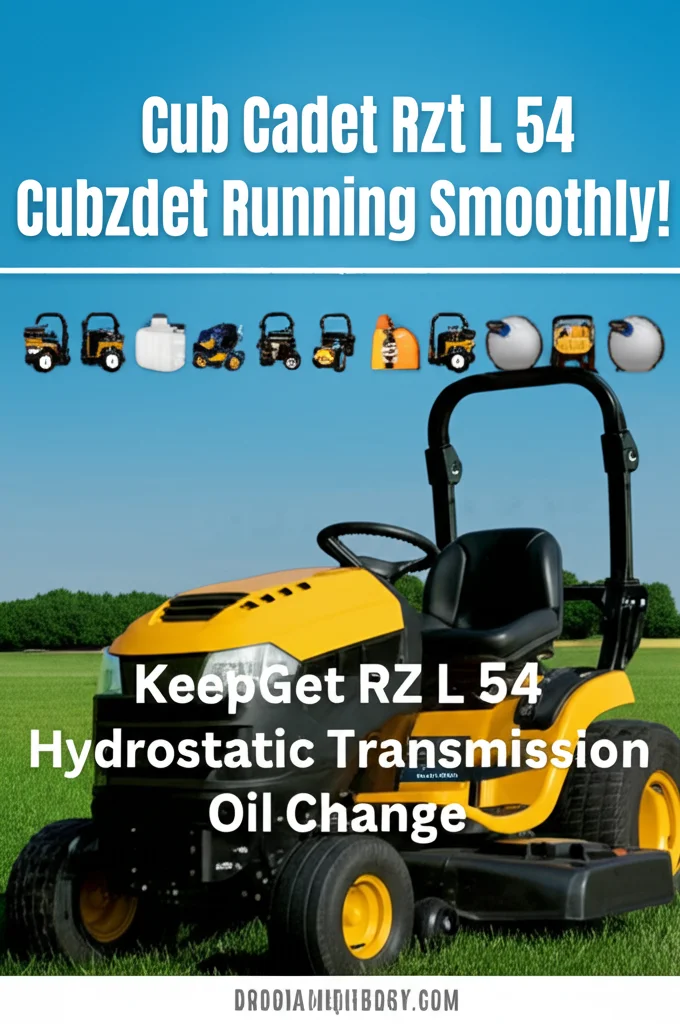 Cub Cadet Rzt L 54
Cubzdet Running Smoothly!
KeepGet RZ L 54
Hydrostatic Transmission
Oil Change